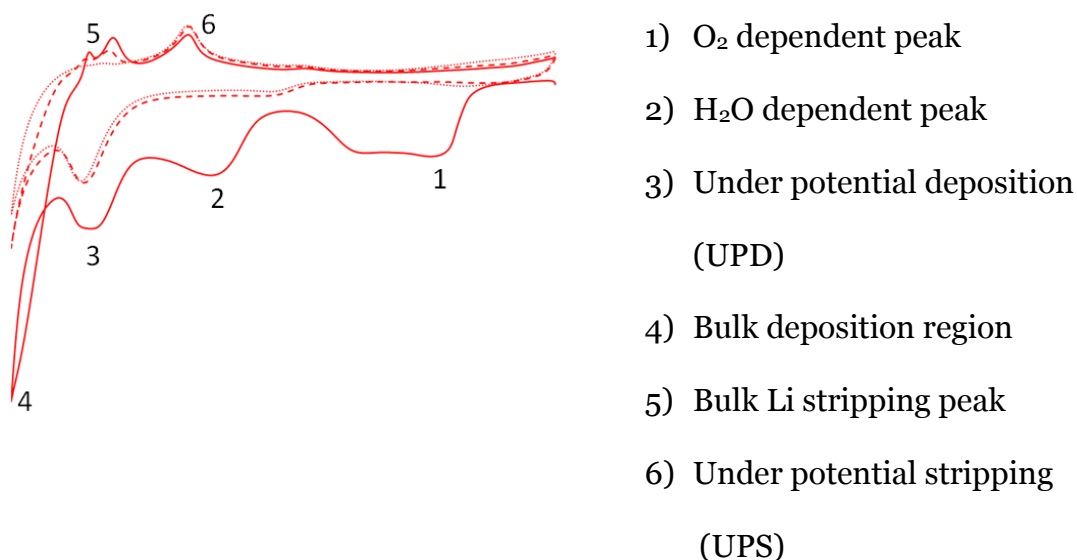 5
6
2
1
3
4
1) O₂ dependent peak
2) H₂O dependent peak
3) Under potential deposition
(UPD)
4) Bulk deposition region
5) Bulk Li stripping peak
6) Under potential stripping
(UPS)